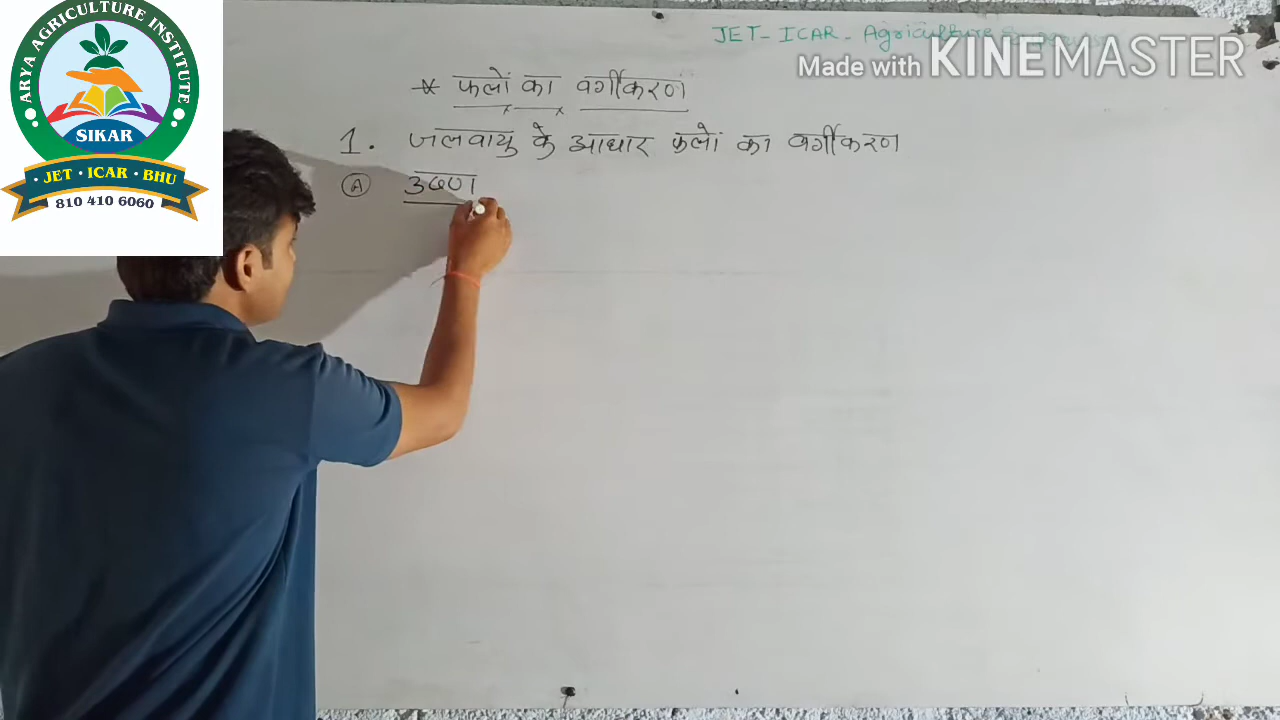 ARYA AGRICULTURE INSTITUTE
SIKAR
· JET · ICAR · BHU ·
810 410 6060
JET-ICAR-Agriculture
Made with KINEMASTER
* फलों का वर्गीकरण
1. जलवायु के आधार फलों का वर्गीकरण
A उष्ण